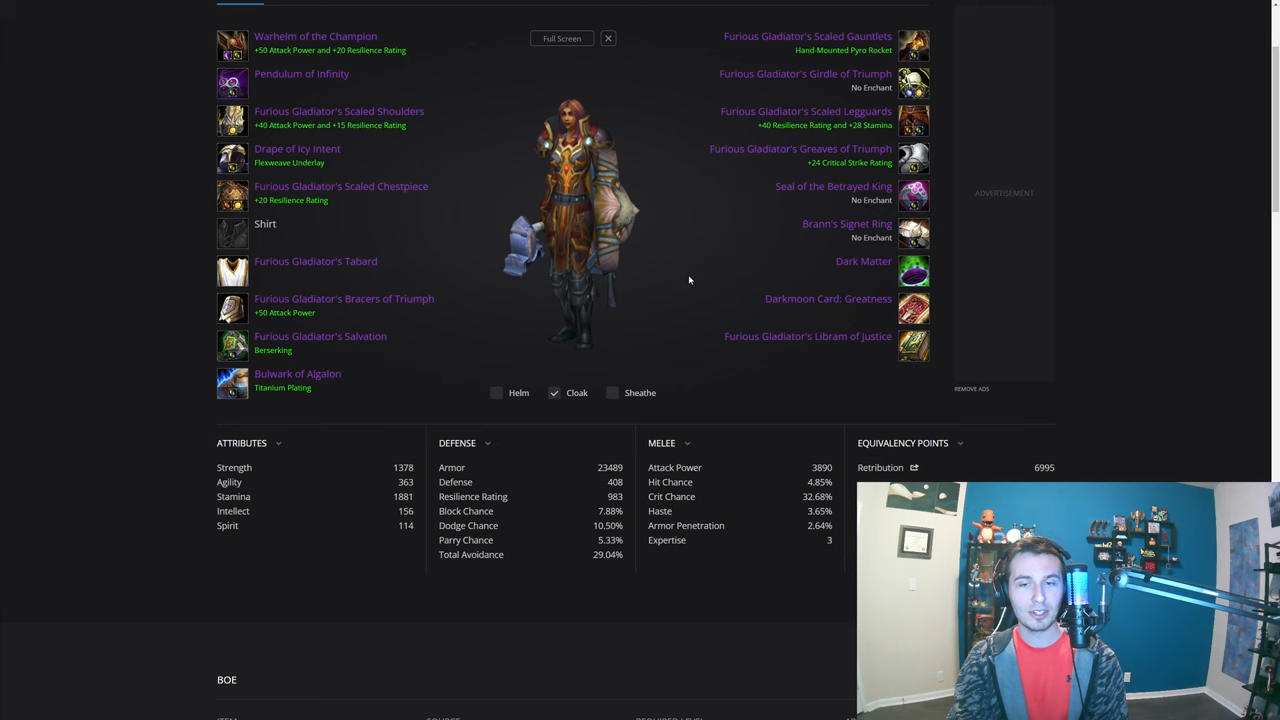 Warhelm of the Champion
+50 Attack Power and +20 Resilience Rating
Pendulum of Infinity
Furious Gladiator's Scaled Shoulders
+40 Attack Power and +15 Resilience Rating
Drape of Icy Intent
Flexweave Underlay
Furious Gladiator's Scaled Chestpiece
+20 Resilience Rating
Shirt
Furious Gladiator's Tabard
Furious Gladiator's Bracers of Triumph
+50 Attack Power
Furious Gladiator's Salvation
Berserking
Bulwark of Algalon
Titanium Plating
Full Screen
Furious Gladiator's Scaled Gauntlets
Hand-Mounted Pyro Rocket
Furious Gladiator's Girdle of Triumph
No Enchant
Furious Gladiator's Scaled Legguards
+40 Resilience Rating and +28 Stamina
Furious Gladiator's Greaves of Triumph
+24 Critical Strike Rating
Seal of the Betrayed King
No Enchant
Brann's Signet Ring
No Enchant
Dark Matter
Darkmoon Card: Greatness
Furious Gladiator's Libram of Justice
Helm Cloak Sheathe
ADVERTISEMENT
REMOVE ADS
ATTRIBUTES
Strength 1378
Agility 363
Stamina 1881
Intellect 156
Spirit 114
DEFENSE
Armor 23489
Defense 408
Resilience Rating 983
Block Chance 7.88%
Dodge Chance 10.50%
Parry Chance 5.33%
Total Avoidance 29.04%
MELEE
Attack Power 3890
Hit Chance 4.85%
Crit Chance 32.68%
Haste 3.65%
Armor Penetration 2.64%
Expertise 3
EQUIVALENCY POINTS
Retribution 6995
BOE